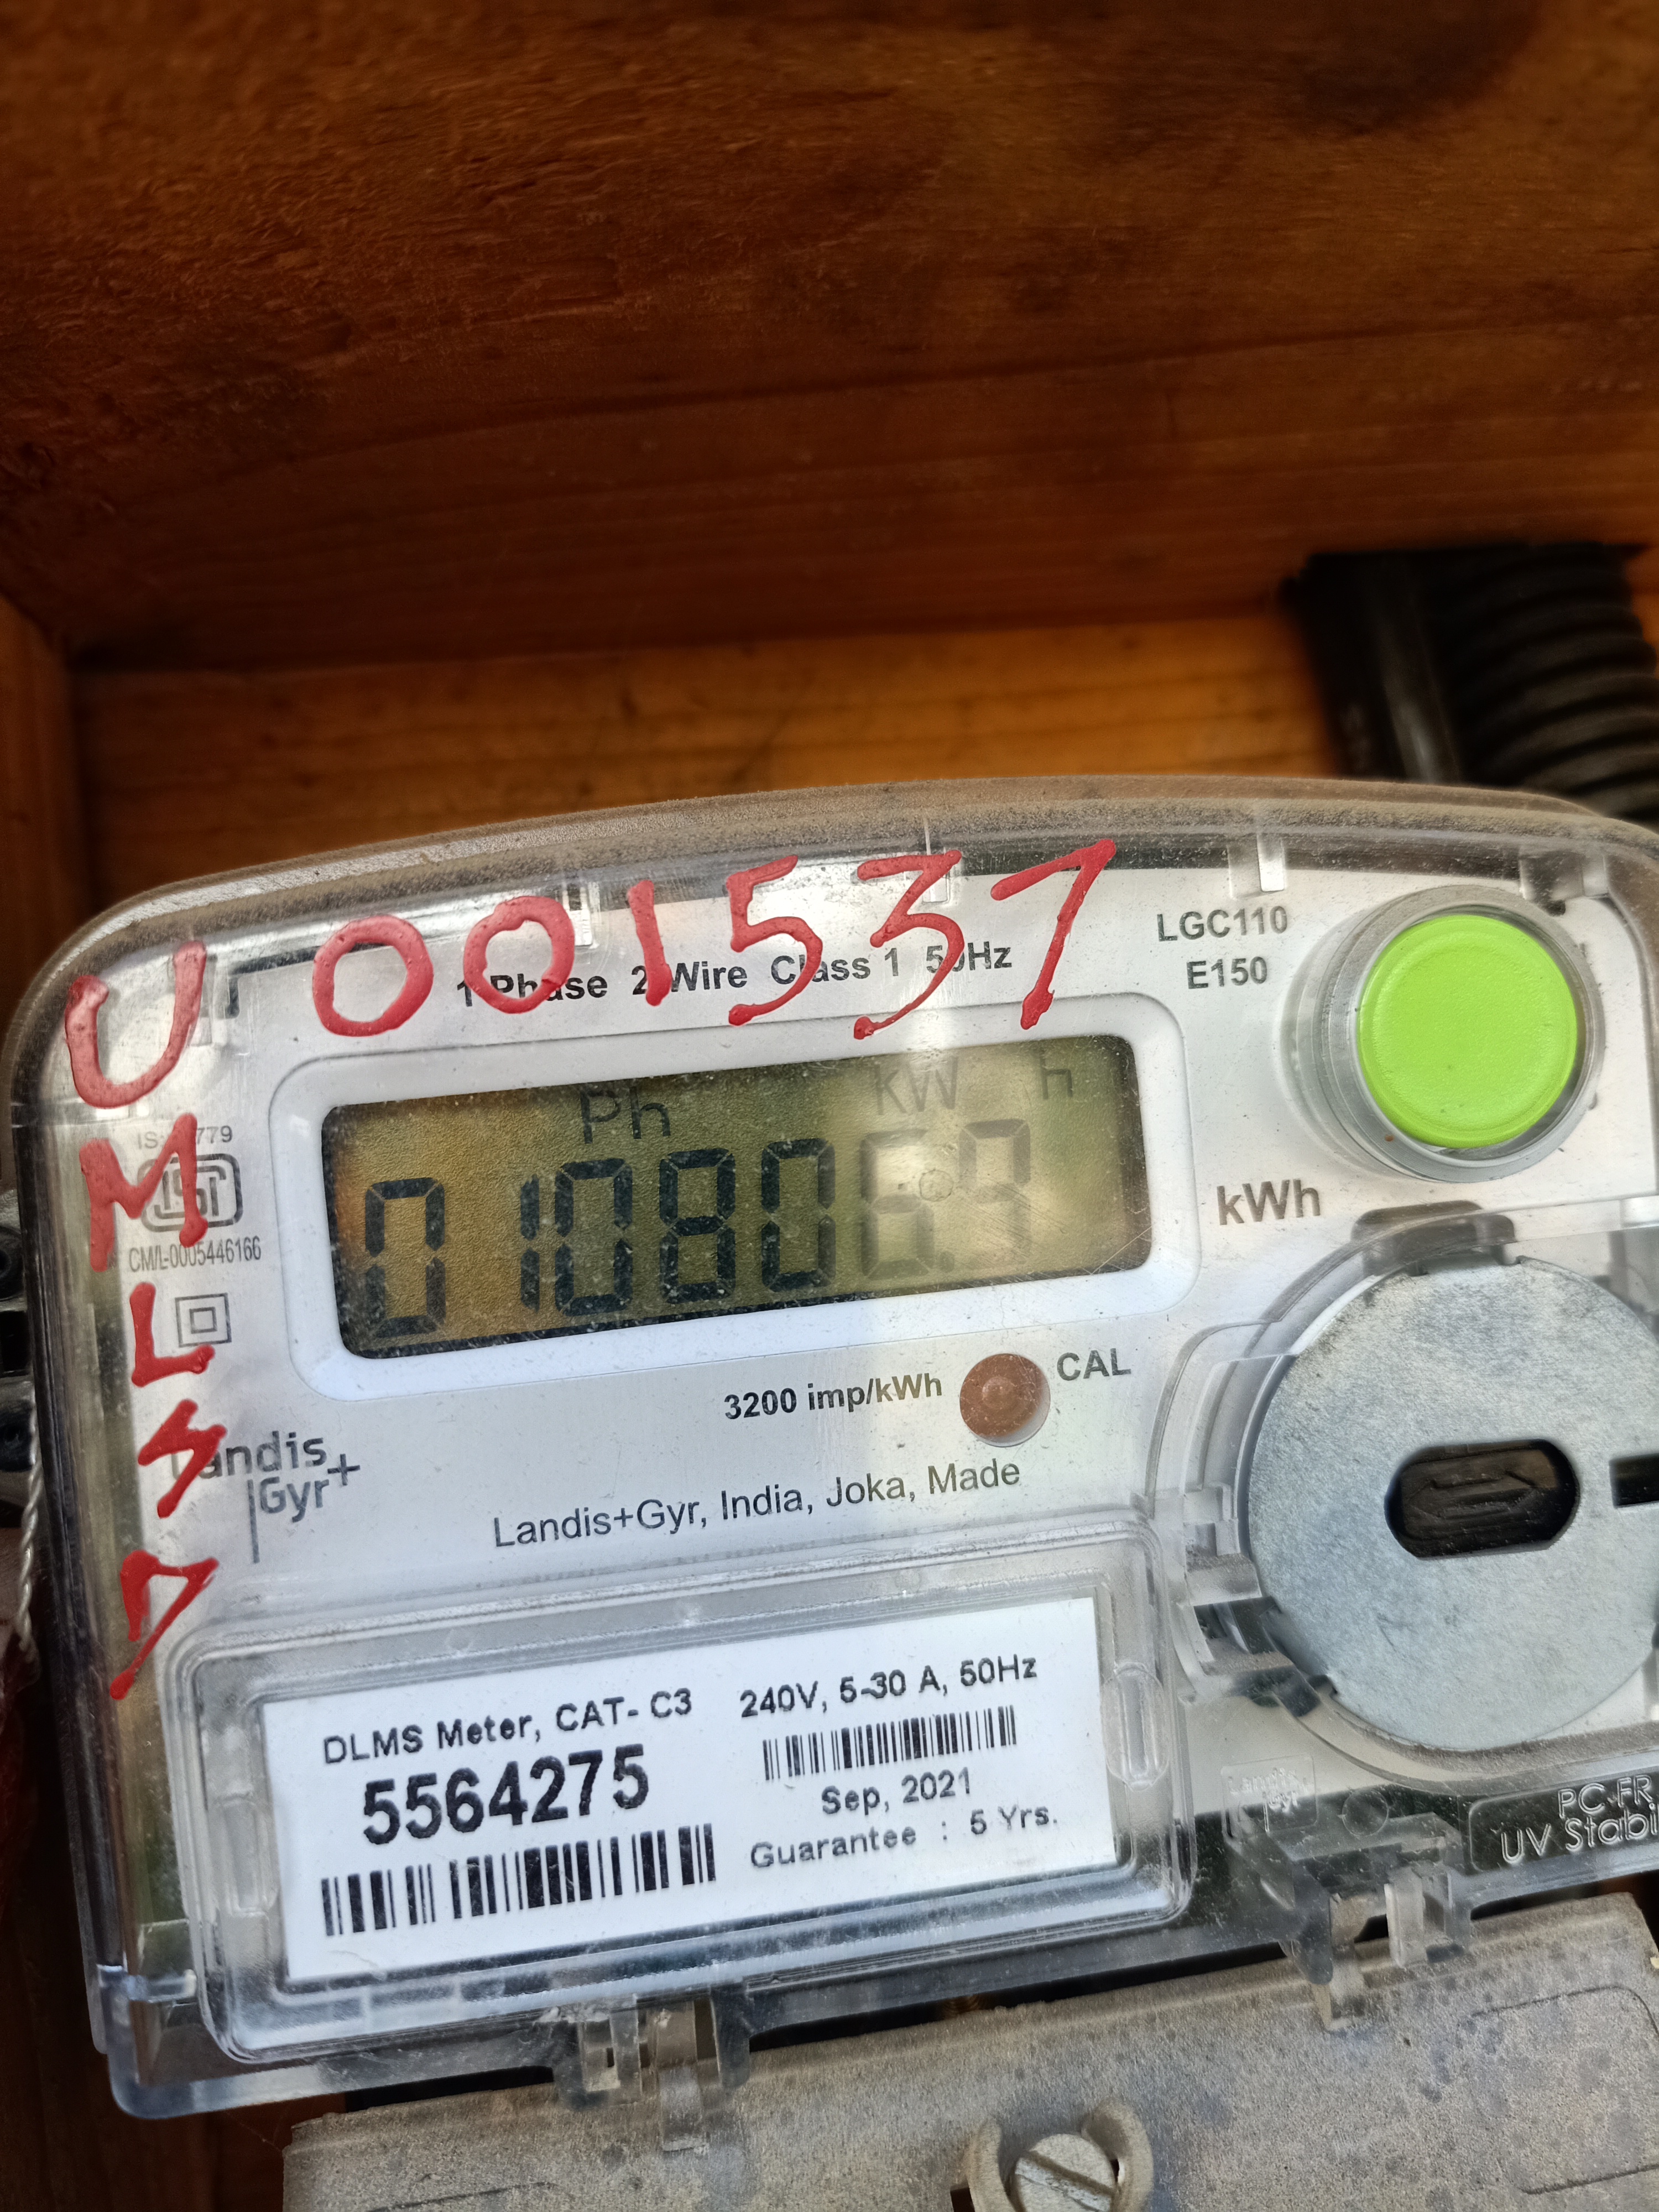 U 001537
M
L
S
D
1 Phase 2 Wire Class 1 50Hz
LGC110
E150
Ph kW h
kWh
CM/L-0005446166
3200 imp/kWh
CAL
Landis+
Gyr
Landis+Gyr, India, Joka, Made
DLMS Meter, CAT- C3
5564275
240V, 5-30 A, 50Hz
Sep, 2021
Guarantee : 5 Yrs.
PC-FR
UV Stabi